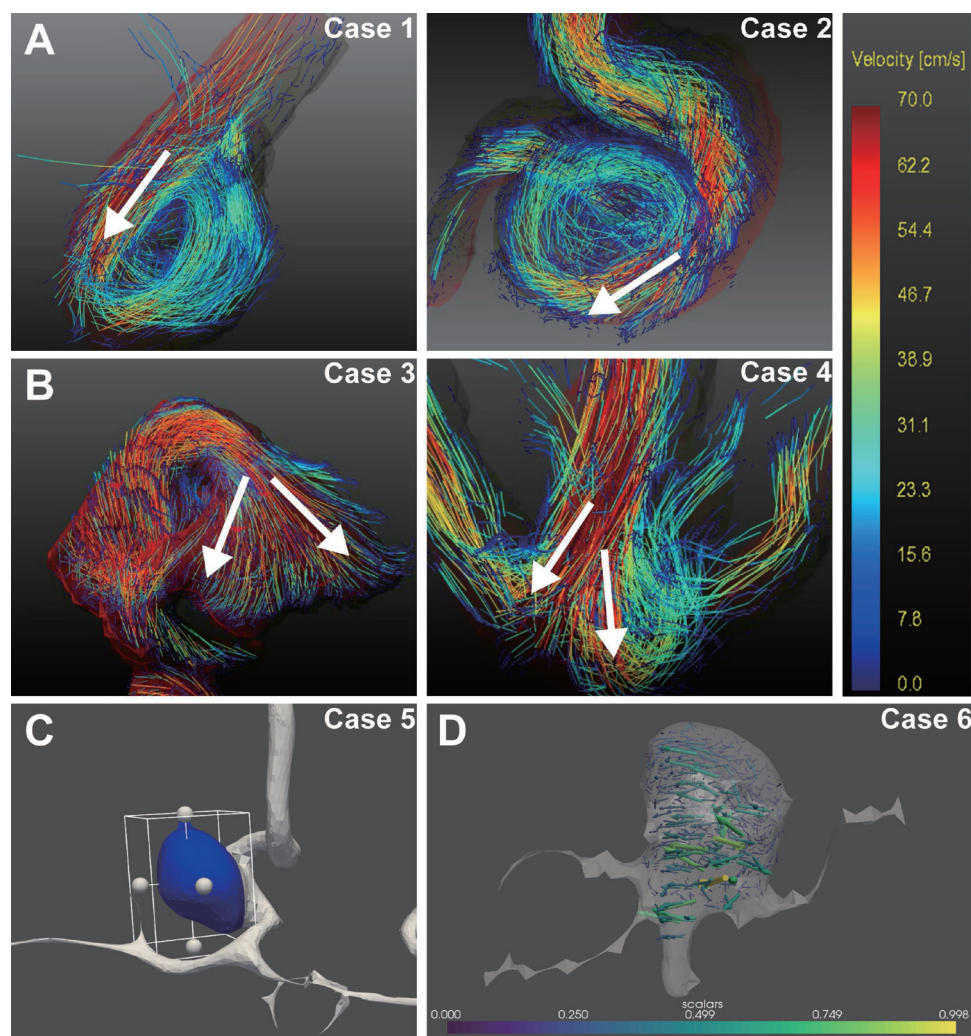 A
Case 1
Case 2
Velocity [cm/s]
70.0
62.2
54.4
46.7
38.9
31.1
23.3
15.6
7.8
0.0
B
Case 3
Case 4
C
Case 5
D
Case 6
scalars
0.000
0.250
0.499
0.749
0.998